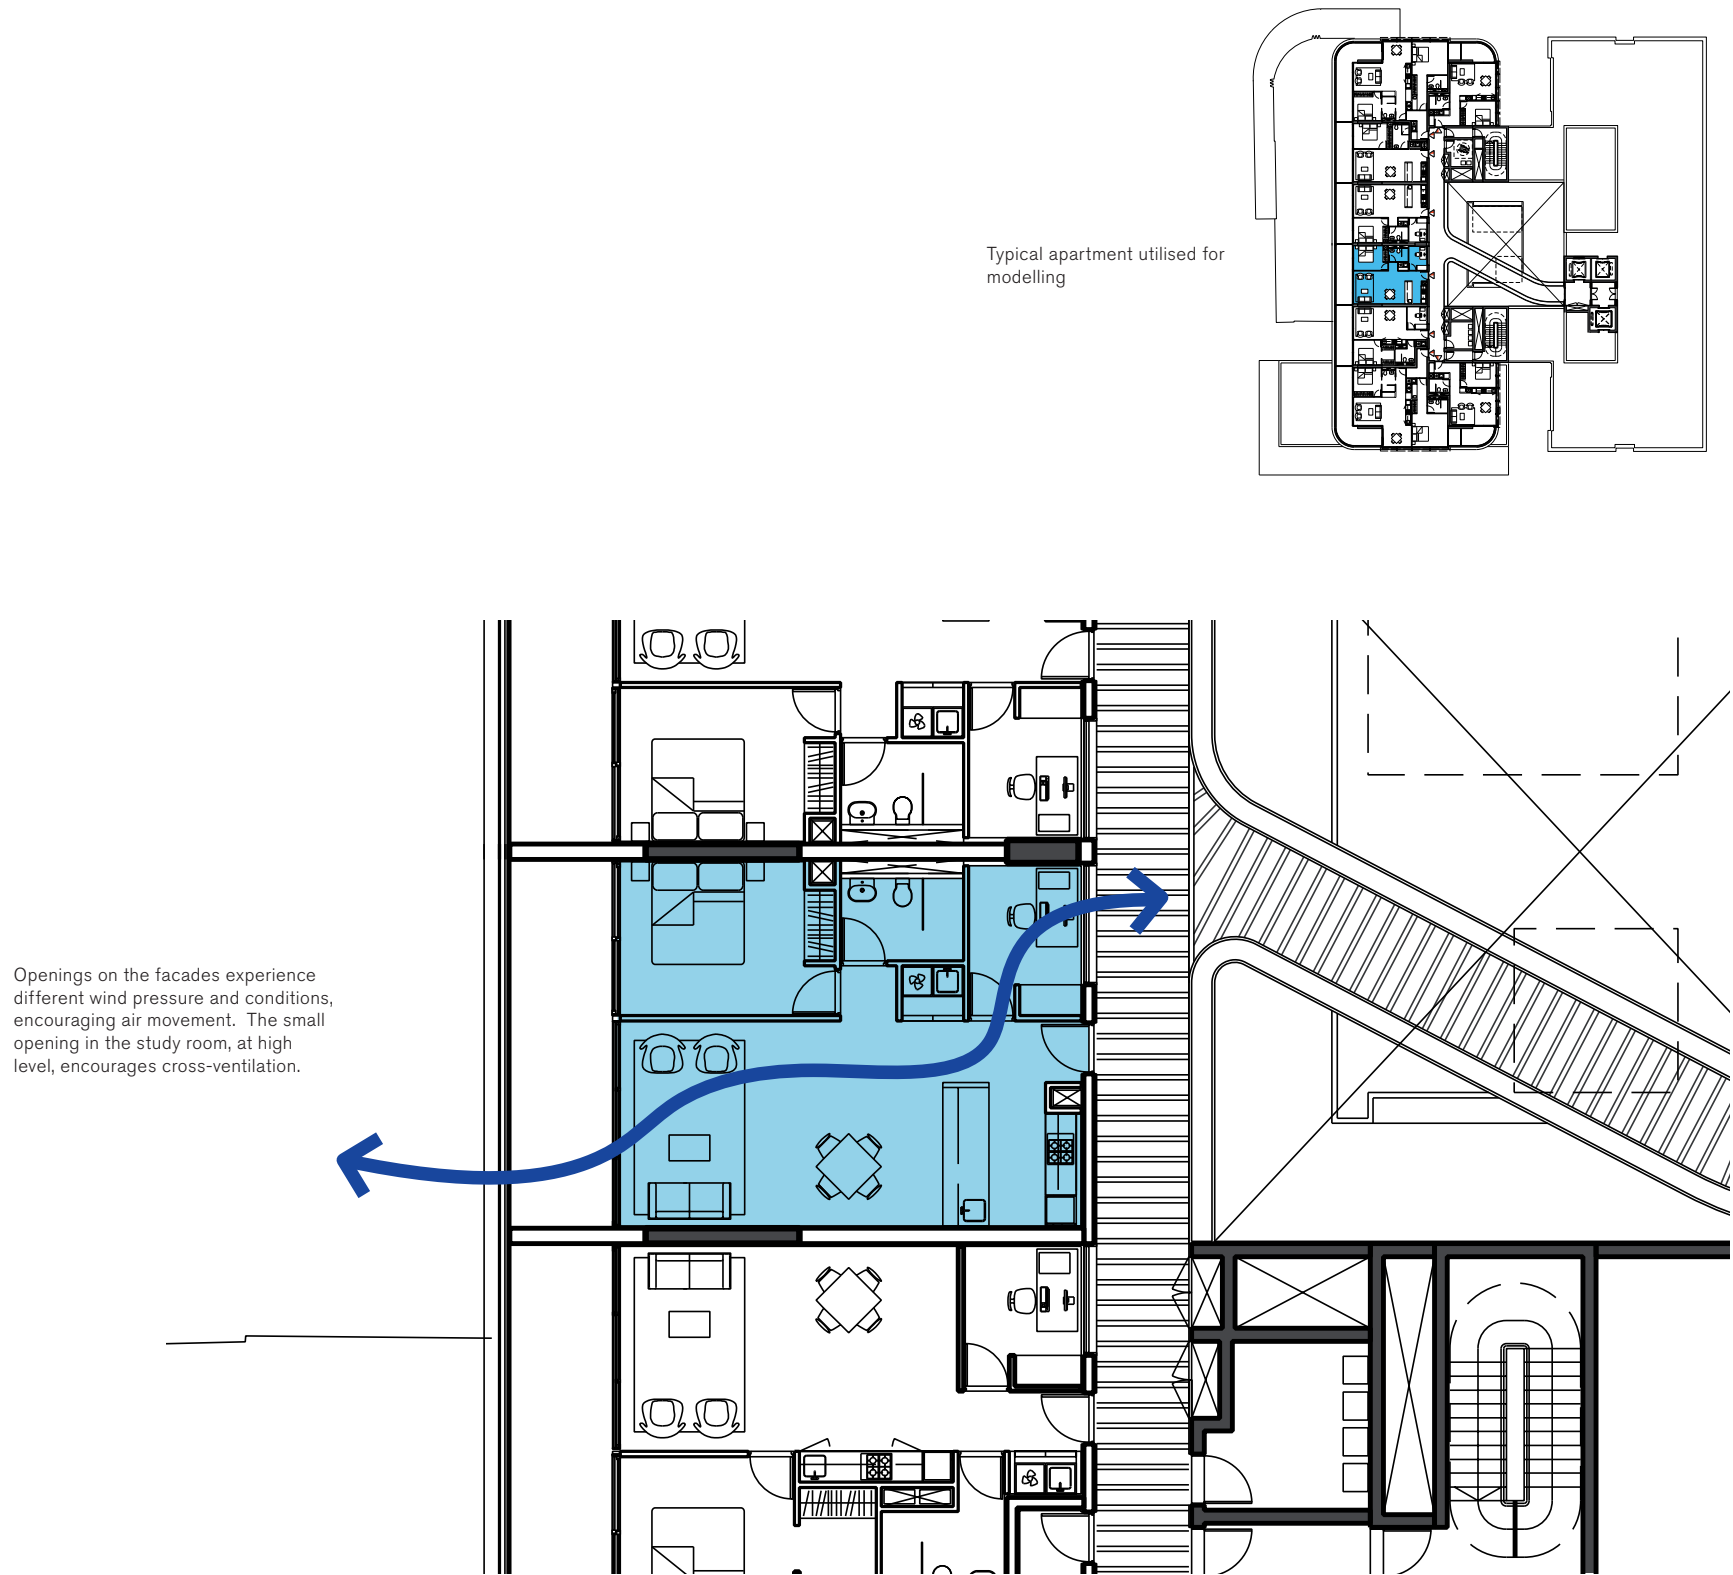 Typical apartment utilised for
modelling
Openings on the facades experience
different wind pressure and conditions,
encouraging air movement.  The small
opening in the study room, at high
level, encourages cross-ventilation.